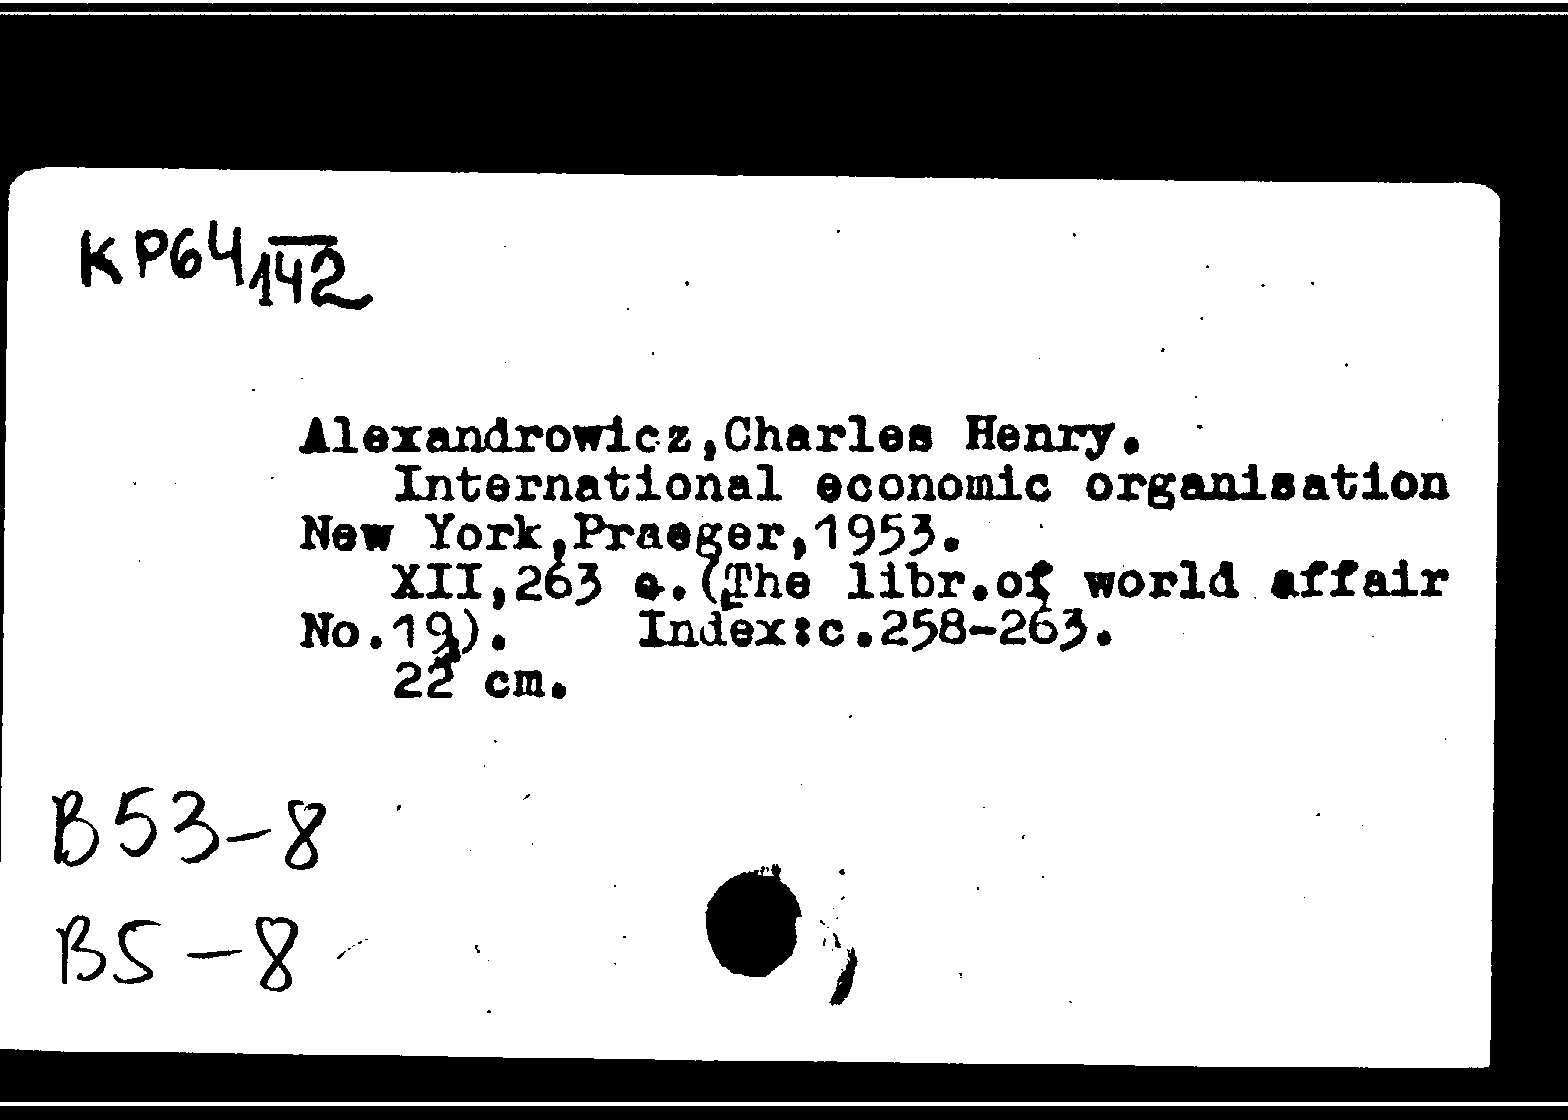 КР64 142
Alexandrowicz,Charles Henry.
International economic organisation
New York,Praeger,1953.
XII,263 c.(The libr.of world affair
No.19). Index:c.258-263.
22 cm.
B53-8
B5-8